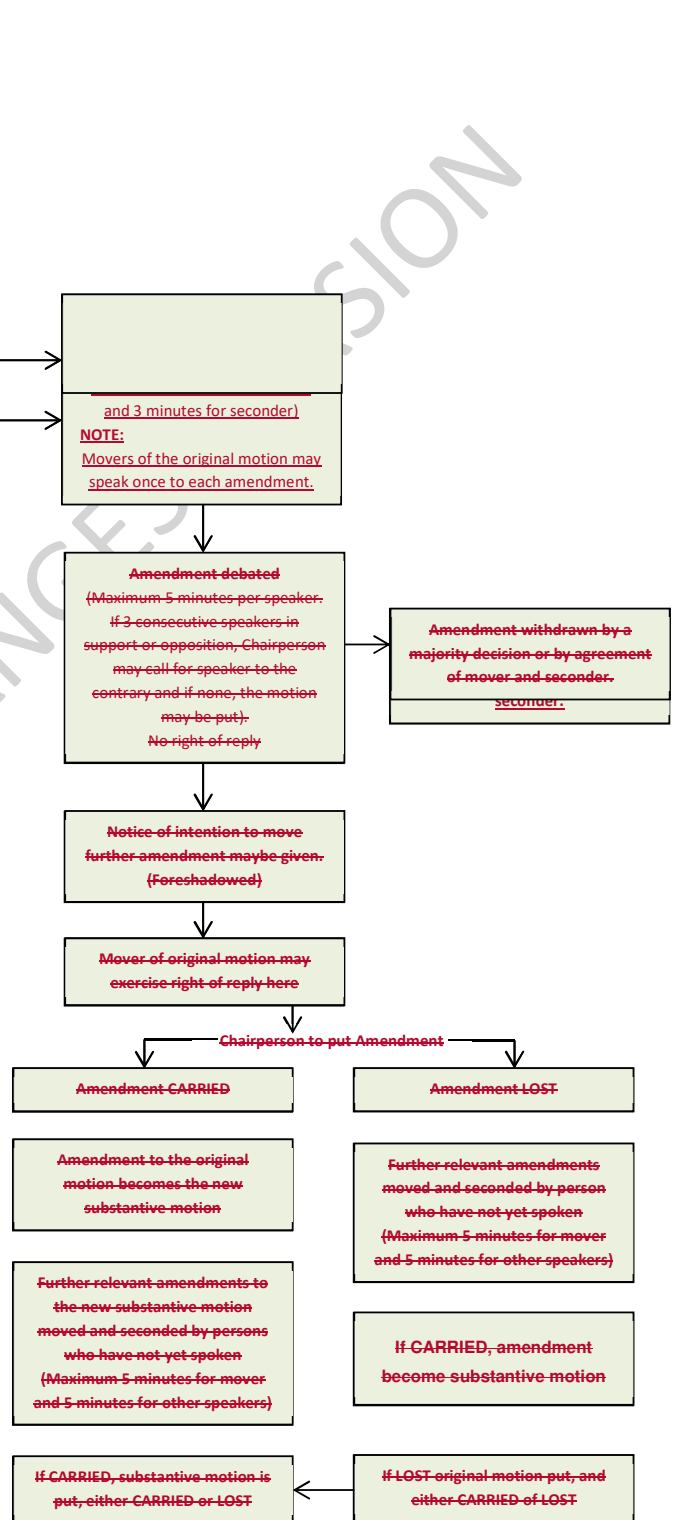 and 3 minutes for seconder)
NOTE:
Movers of the original motion may
speak once to each amendment.
Amendment debated
(Maximum 5 minutes per speaker.
If 3 consecutive speakers in
support or opposition, Chairperson
may call for speaker to the
contrary and if none, the motion
may be put).
No right of reply
Amendment withdrawn by a
majority decision or by agreement
of mover and seconder.
seconder.
Notice of intention to move
further amendment maybe given.
(Foreshadowed)
Mover of original motion may
exercise right of reply here
Chairperson to put Amendment
Amendment CARRIED
Amendment LOST
Amendment to the original
motion becomes the new
substantive motion
Further relevant amendments
moved and seconded by person
who have not yet spoken
(Maximum 5 minutes for mover
and 5 minutes for other speakers)
Further relevant amendments to
the new substantive motion
moved and seconded by persons
who have not yet spoken
(Maximum 5 minutes for mover
and 5 minutes for other speakers)
If CARRIED, amendment
become substantive motion
If CARRIED, substantive motion is
put, either CARRIED or LOST
If LOST original motion put, and
either CARRIED of LOST